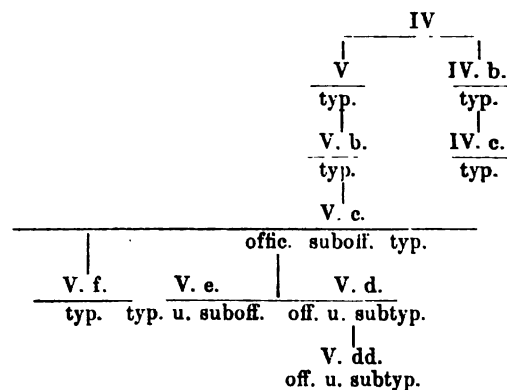 IV
V IV. b.
typ. typ.
V. b. IV. c.
typ. typ.
V. c.
offic. suboff. typ.
V. f. V. e. V. d.
typ. typ. u. suboff. off. u. subtyp.
V. dd.
off. u. subtyp.